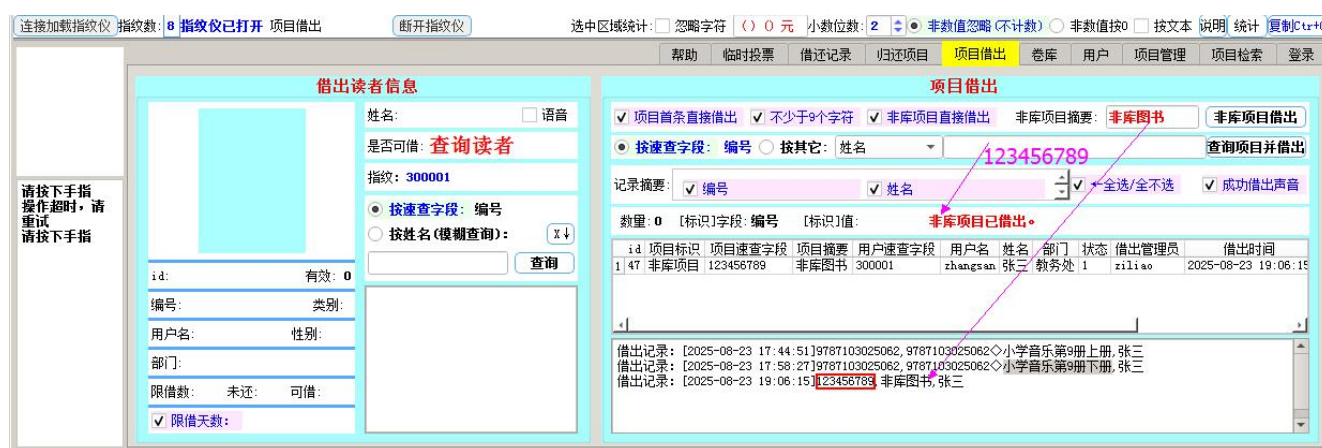 连接加载指纹仪 指纹数: 8 指纹仪已打开 项目借出 断开指纹仪 选中区域统计: 忽略字符 () 0 元 小数位数: 2 非数值忽略(不计数) 非数值按0 按文本 说明 统计 复制Ctrl+
帮助 临时投票 借还记录 归还项目 项目借出 卷库 用户 项目管理 项目检索 登录
请按下手指
操作超时，请
重试
请按下手指
借出读者信息
姓名: 语音
是否可借: 查询读者
指纹: 300001
按速查字段: 编号
按姓名(模糊查询): X↓
查询
id: 有效: 0
编号: 类别:
用户名: 性别:
部门:
限借数: 未还: 可借:
限借天数:
项目借出
项目首条直接借出 不少于9个字符 非库项目直接借出 非库项目摘要: 非库图书 非库项目借出
按速查字段: 编号 按其它: 姓名 查询项目并借出
123456789
记录摘要: 编号 姓名 ←全选/全不选 成功借出声音
数量: 0 [标识]字段: 编号 [标识]值: 非库项目已借出。
id 项目标识 项目速查字段 项目摘要 用户速查字段 用户名 姓名 部门 状态 借出管理员 借出时间
1 47 非库项目 123456789 非库图书 300001 zhangsan 张三 教务处 1 ziliao 2025-08-23 19:06:15
借出记录: [2025-08-23 17:44:51]9787103025062, 9787103025062◇小学音乐第9册上册, 张三
借出记录: [2025-08-23 17:58:27]9787103025062, 9787103025062◇小学音乐第9册下册, 张三
借出记录: [2025-08-23 19:06:15]123456789, 非库图书, 张三